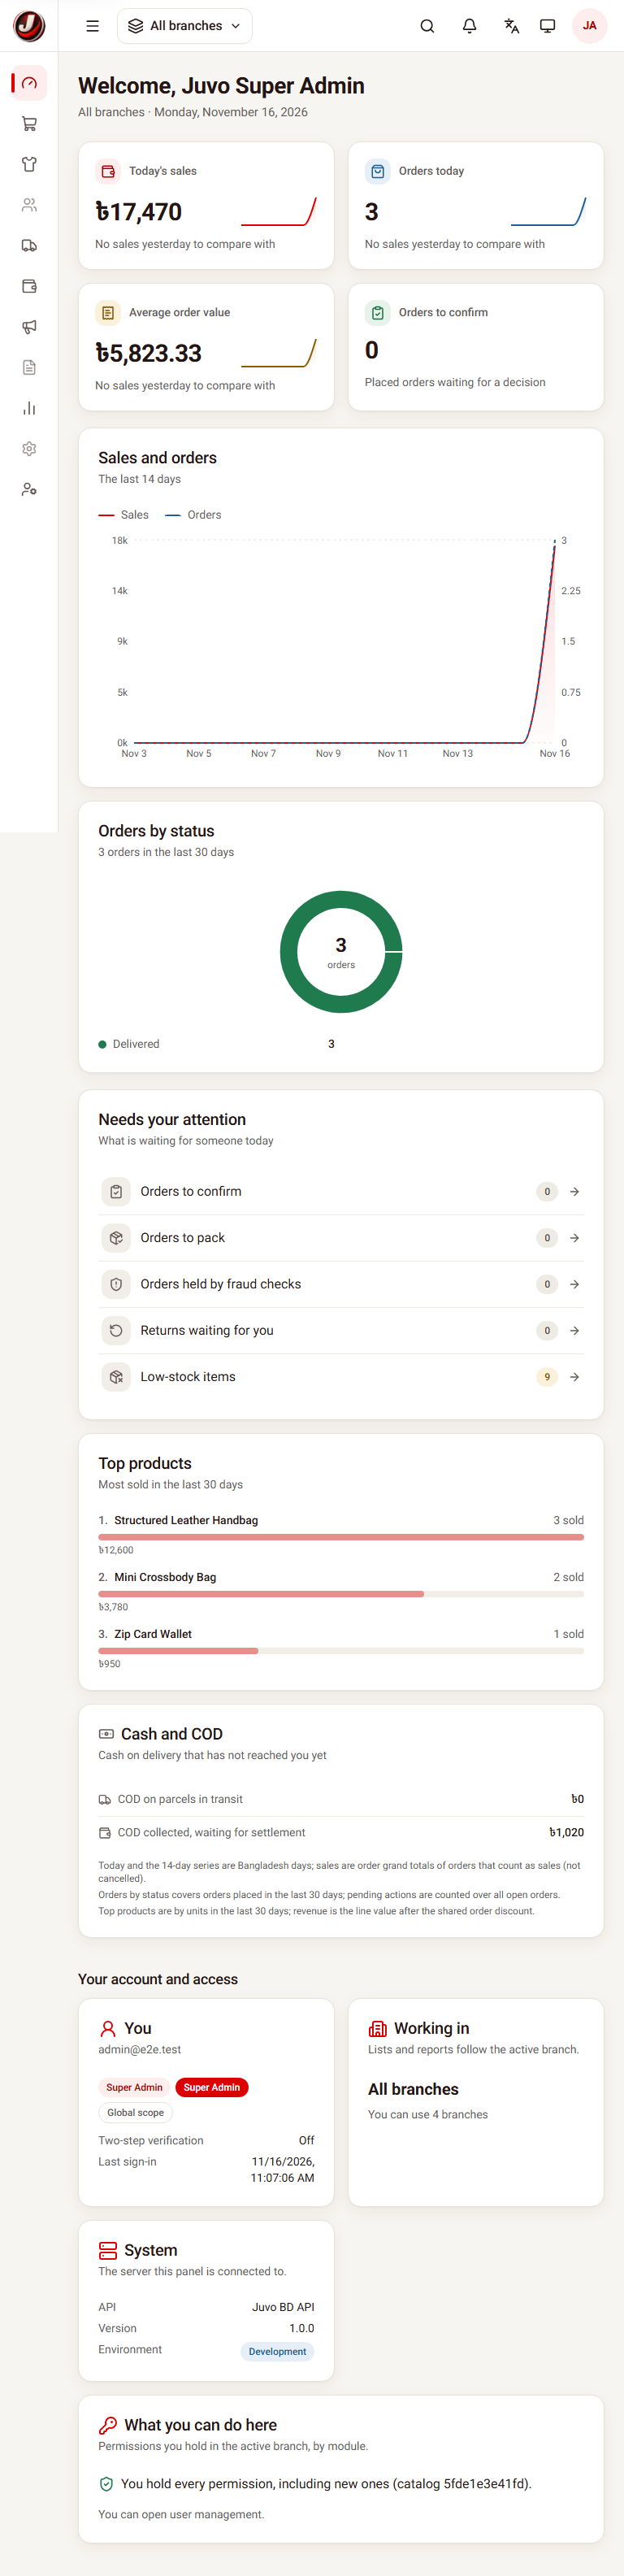 J
All branches
JA
Welcome, Juvo Super Admin
All branches · Monday, November 16, 2026
Today's sales
৳17,470
No sales yesterday to compare with
Orders today
3
No sales yesterday to compare with
Average order value
৳5,823.33
No sales yesterday to compare with
Orders to confirm
0
Placed orders waiting for a decision
Sales and orders
The last 14 days
Sales Orders
18k 3
14k 2.25
9k 1.5
5k 0.75
0k 0
Nov 3 Nov 5 Nov 7 Nov 9 Nov 11 Nov 13 Nov 16
Orders by status
3 orders in the last 30 days
3
orders
Delivered 3
Needs your attention
What is waiting for someone today
Orders to confirm 0
Orders to pack 0
Orders held by fraud checks 0
Returns waiting for you 0
Low-stock items 9
Top products
Most sold in the last 30 days
1. Structured Leather Handbag 3 sold
৳12,600
2. Mini Crossbody Bag 2 sold
৳3,780
3. Zip Card Wallet 1 sold
৳950
Cash and COD
Cash on delivery that has not reached you yet
COD on parcels in transit ৳0
COD collected, waiting for settlement ৳1,020
Today and the 14-day series are Bangladesh days; sales are order grand totals of orders that count as sales (not
cancelled).
Orders by status covers orders placed in the last 30 days; pending actions are counted over all open orders.
Top products are by units in the last 30 days; revenue is the line value after the shared order discount.
Your account and access
You
admin@e2e.test
Super Admin Super Admin
Global scope
Two-step verification Off
Last sign-in 11/16/2026,
11:07:06 AM
Working in
Lists and reports follow the active branch.
All branches
You can use 4 branches
System
The server this panel is connected to.
API Juvo BD API
Version 1.0.0
Environment Development
What you can do here
Permissions you hold in the active branch, by module.
You hold every permission, including new ones (catalog 5fde1e3e41fd).
You can open user management.